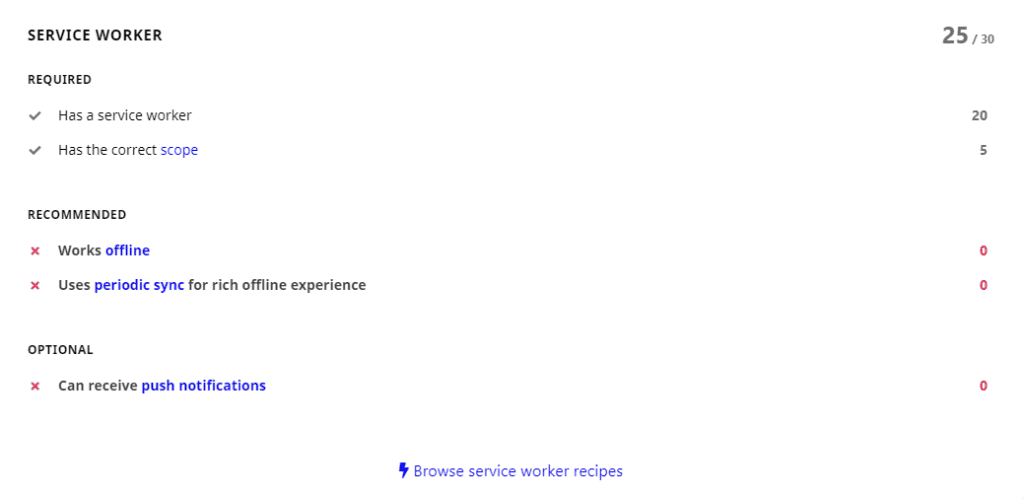 SERVICE WORKER 25 / 30
REQUIRED
Has a service worker 20
Has the correct scope 5
RECOMMENDED
Works offline 0
Uses periodic sync for rich offline experience 0
OPTIONAL
Can receive push notifications 0
Browse service worker recipes